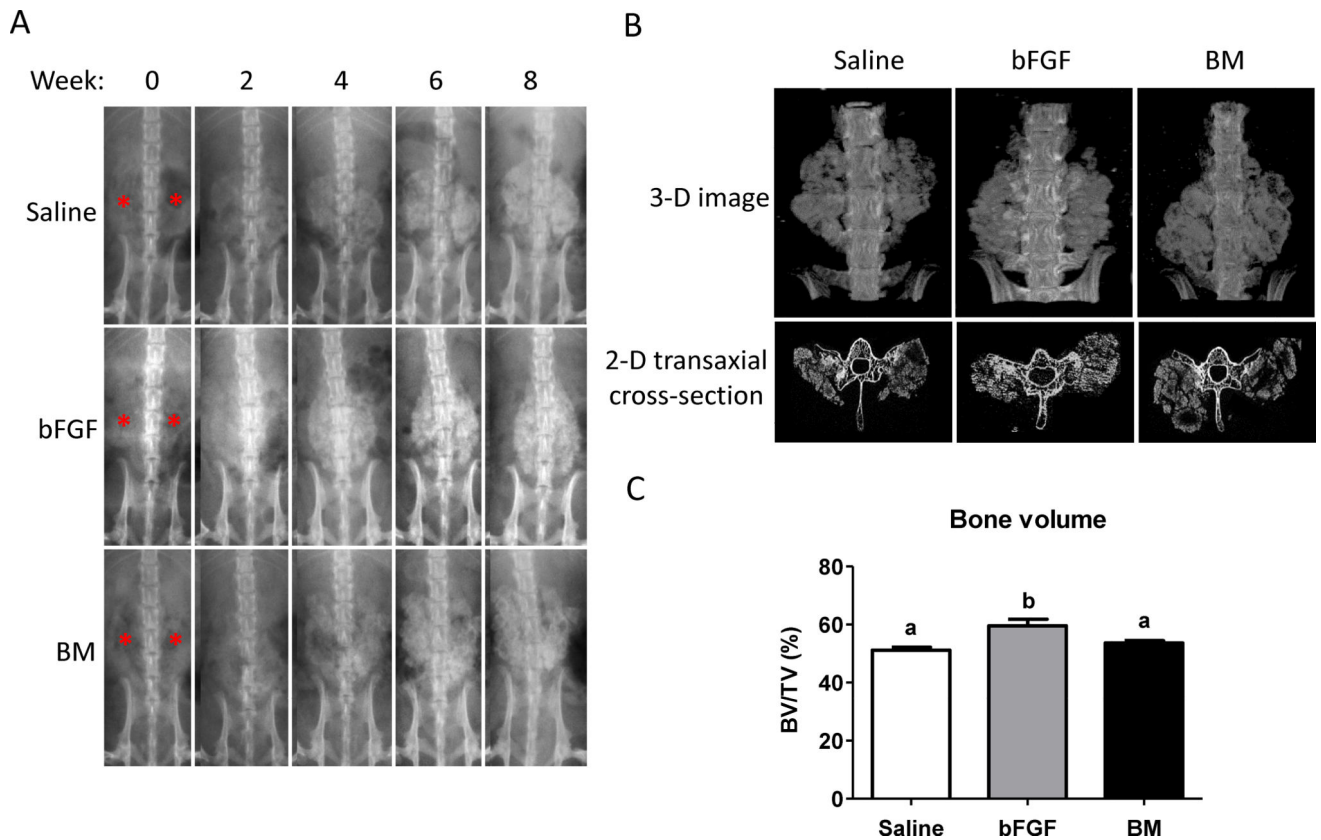 A
Week: 0 2 4 6 8
Saline
* *
bFGF
* *
BM
* *
B
Saline bFGF BM
3-D image
2-D transaxial
cross-section
C
Bone volume
BV/TV (%)
80
60
40
20
0
a b a
Saline bFGF BM